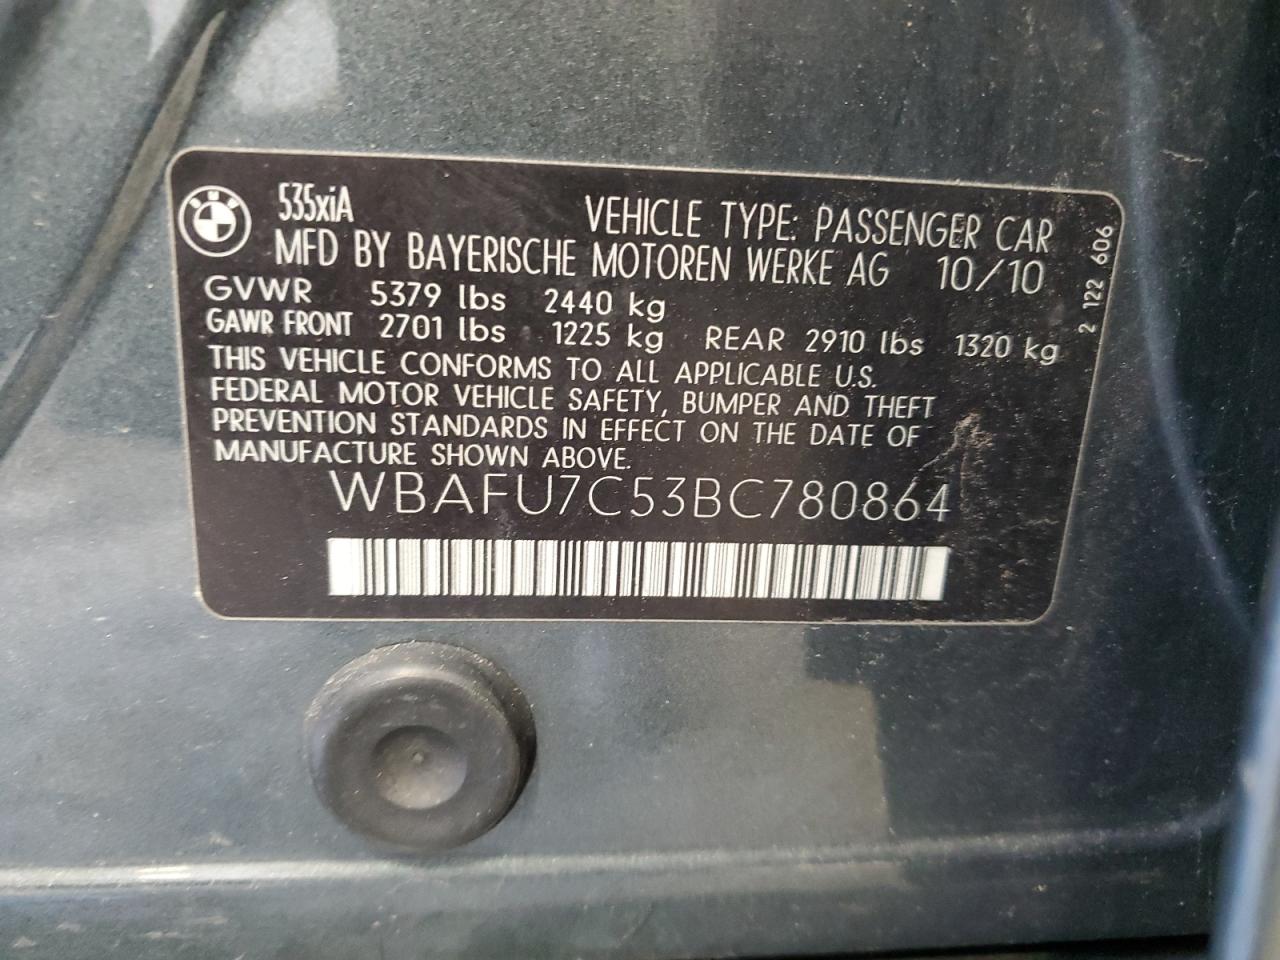 BMW
535xiA
VEHICLE TYPE: PASSENGER CAR
MFD BY BAYERISCHE MOTOREN WERKE AG 10/10
GVWR 5379 lbs 2440 kg
GAWR FRONT 2701 lbs 1225 kg REAR 2910 lbs 1320 kg
THIS VEHICLE CONFORMS TO ALL APPLICABLE U.S.
FEDERAL MOTOR VEHICLE SAFETY, BUMPER AND THEFT
PREVENTION STANDARDS IN EFFECT ON THE DATE OF
MANUFACTURE SHOWN ABOVE.
WBAFU7C53BC780864
2 122 606